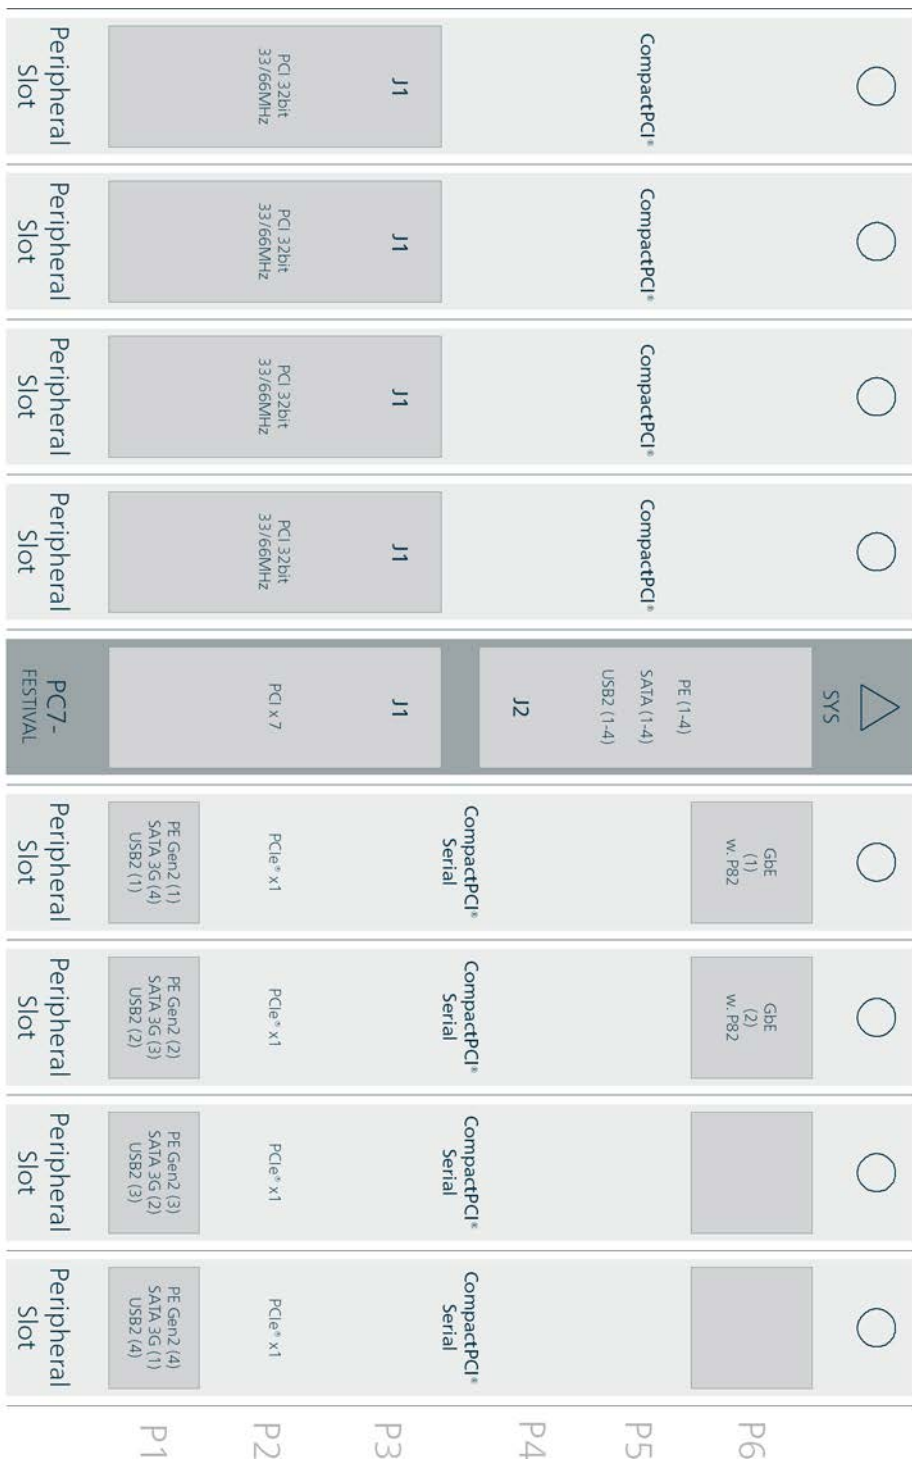 CompactPCI®
J1
PCI 32bit
33/66MHz
Peripheral
Slot
CompactPCI®
J1
PCI 32bit
33/66MHz
Peripheral
Slot
CompactPCI®
J1
PCI 32bit
33/66MHz
Peripheral
Slot
CompactPCI®
J1
PCI 32bit
33/66MHz
Peripheral
Slot
SYS
PE (1-4)
SATA (1-4)
USB2 (1-4)
J2
J1
PCI x 7
PC7-
FESTIVAL
GbE
(1)
w. P82
CompactPCI®
Serial
PCIe® x1
PE Gen2 (1)
SATA 3G (4)
USB2 (1)
Peripheral
Slot
GbE
(2)
w. P82
CompactPCI®
Serial
PCIe® x1
PE Gen2 (2)
SATA 3G (3)
USB2 (2)
Peripheral
Slot
CompactPCI®
Serial
PCIe® x1
PE Gen2 (3)
SATA 3G (2)
USB2 (3)
Peripheral
Slot
CompactPCI®
Serial
PCIe® x1
PE Gen2 (4)
SATA 3G (1)
USB2 (4)
Peripheral
Slot
P6
P5
P4
P3
P2
P1